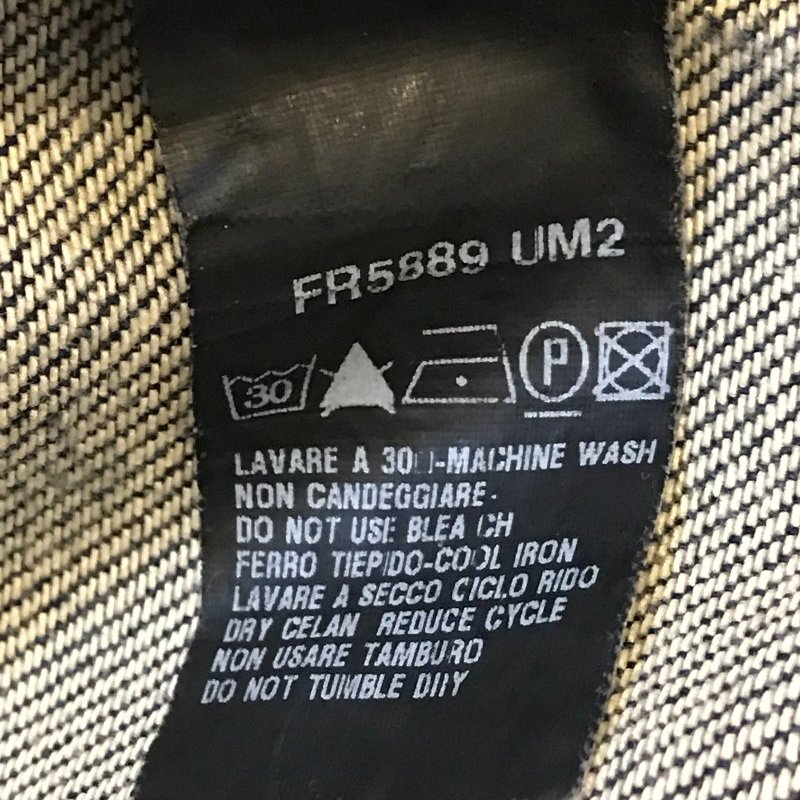 FR5889 UM2
30 P
LAVARE A 30 -MACHINE WASH
NON CANDEGGIARE-
DO NOT USE BLEA CH
FERRO TIEPIDO-COOL IRON
LAVARE A SECCO CICLO RIDO
DRY CELAN REDUCE CYCLE
NON USARE TAMBURO
DO NOT TUMBLE DRY